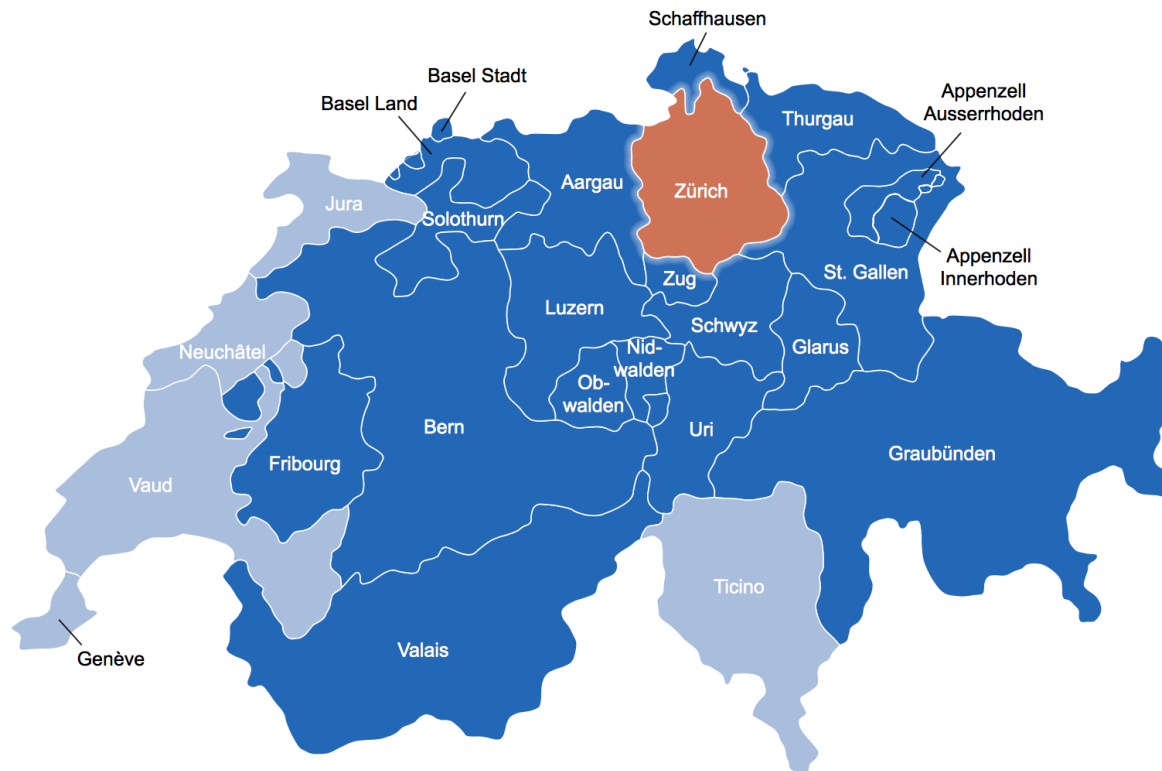 Schaffhausen
Basel Stadt
Basel Land
Appenzell
Ausserrhoden
Thurgau
Aargau
Zürich
Jura
Solothurn
Appenzell
Innerhoden
St. Gallen
Zug
Luzern
Schwyz
Neuchâtel
Nid-
walden
Glarus
Ob-
walden
Bern
Uri
Graubünden
Fribourg
Vaud
Ticino
Genève
Valais